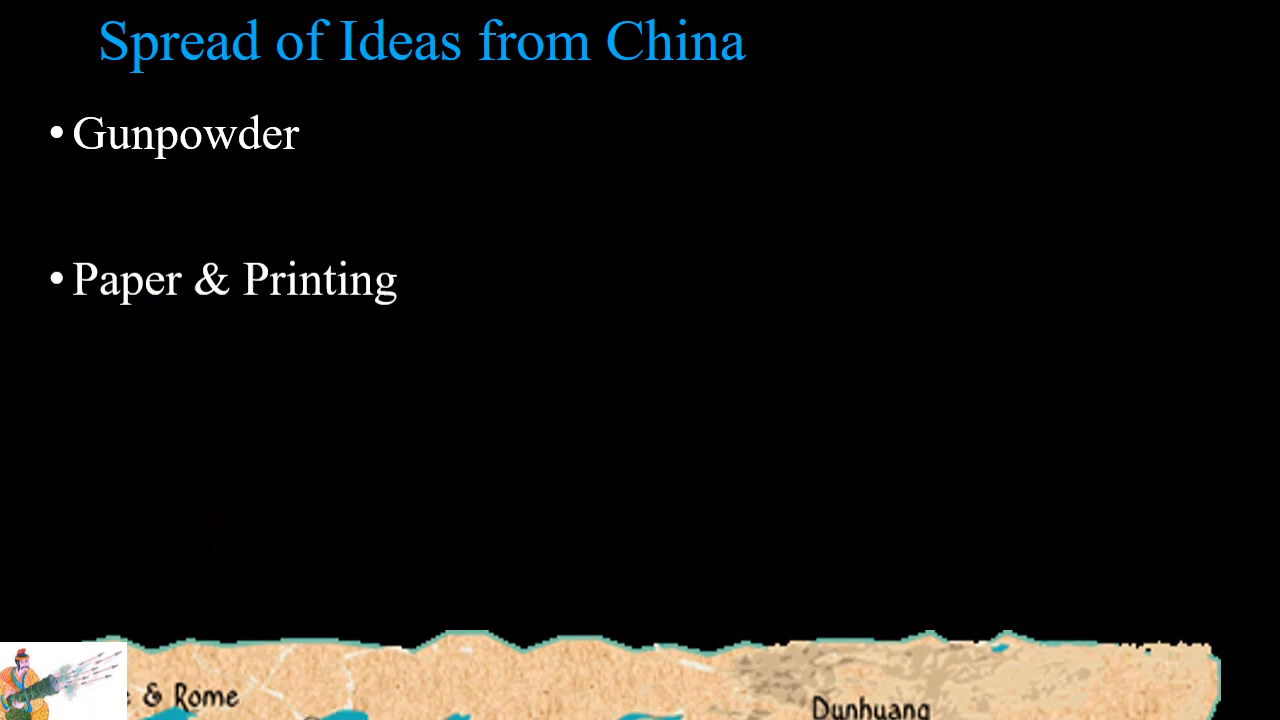 Spread of Ideas from China
• Gunpowder
• Paper & Printing
& Rome
Dunhuang